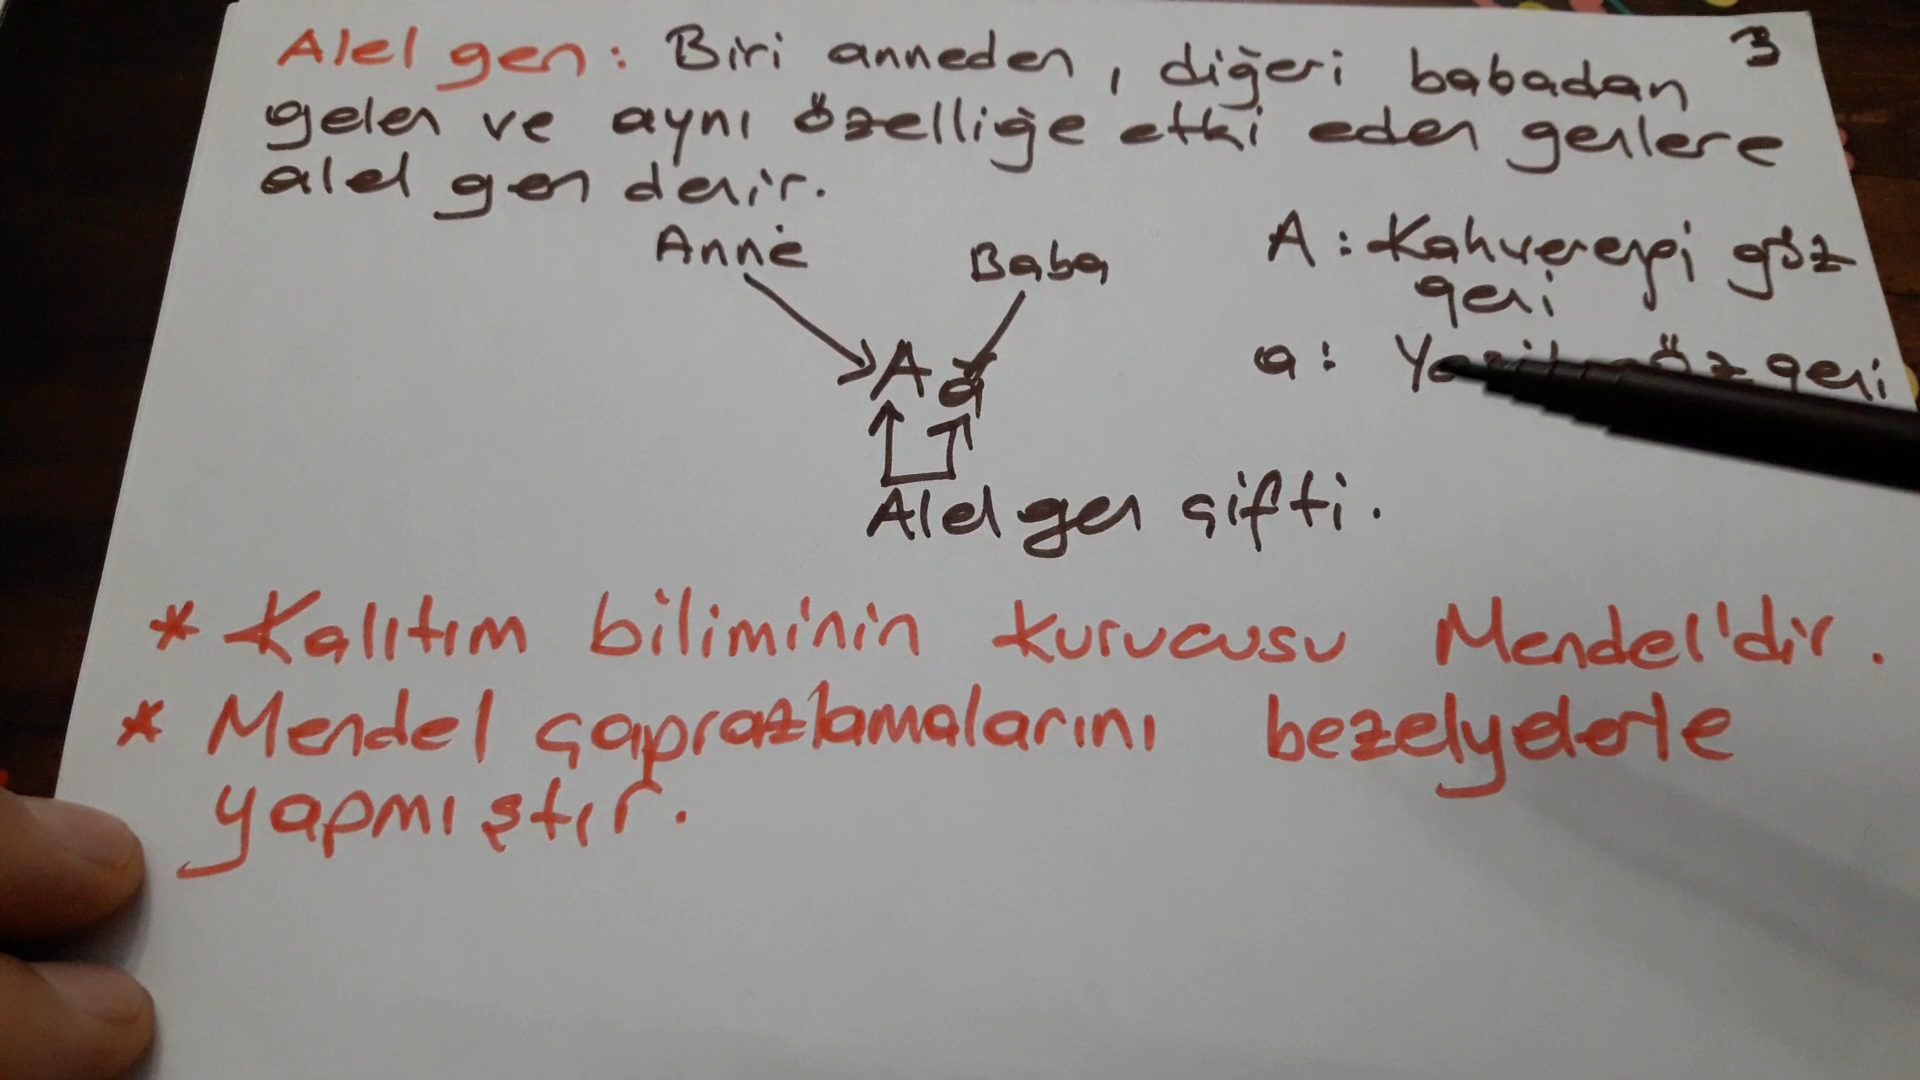 3
Alel gen: Biri anneden, diğeri babadan
gelen ve aynı özelliğe etki eden genlere
alel gen denir.
Anne Baba
A a
Alel gen çifti.
A: Kahverengi göz
geni
a: geni
* Kalıtım biliminin kurucusu Mendel'dir.
* Mendel çaprazlamalarını bezelyelerle
yapmıştır.